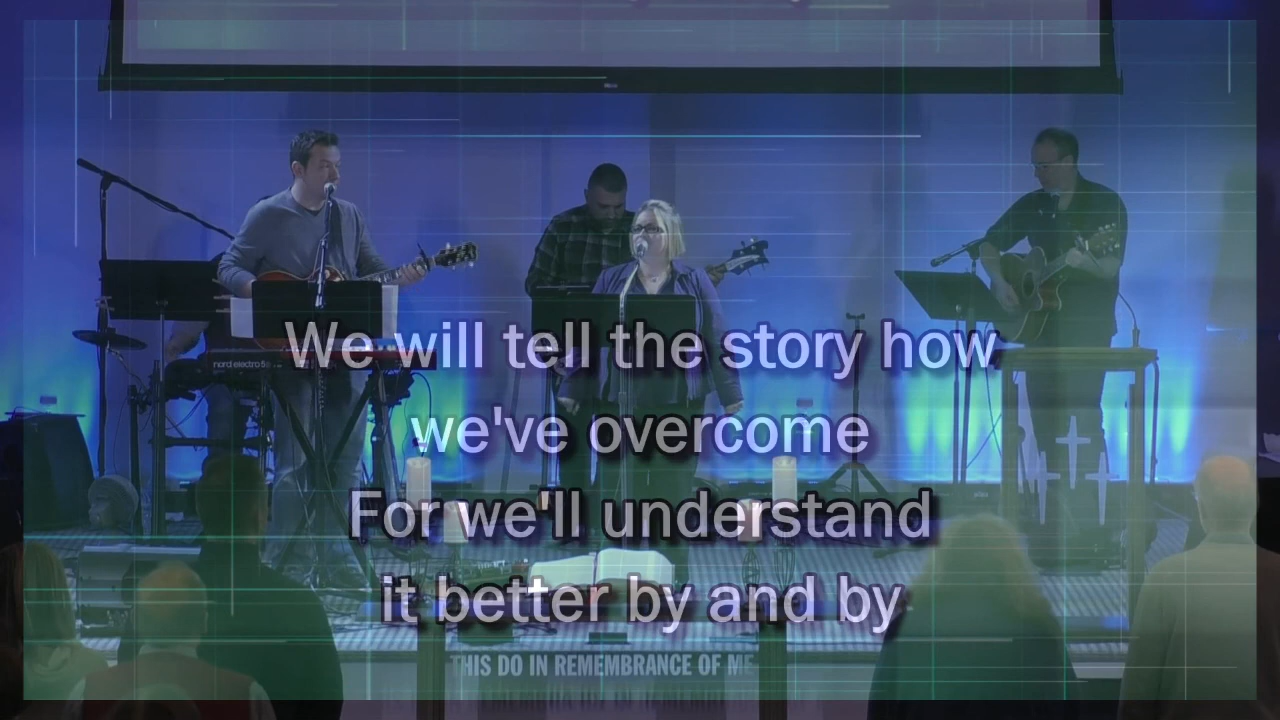 nord electro 5
We will tell the story how
we've overcome
For we'll understand
it better by and by
THIS DO IN REMEMBRANCE OF ME